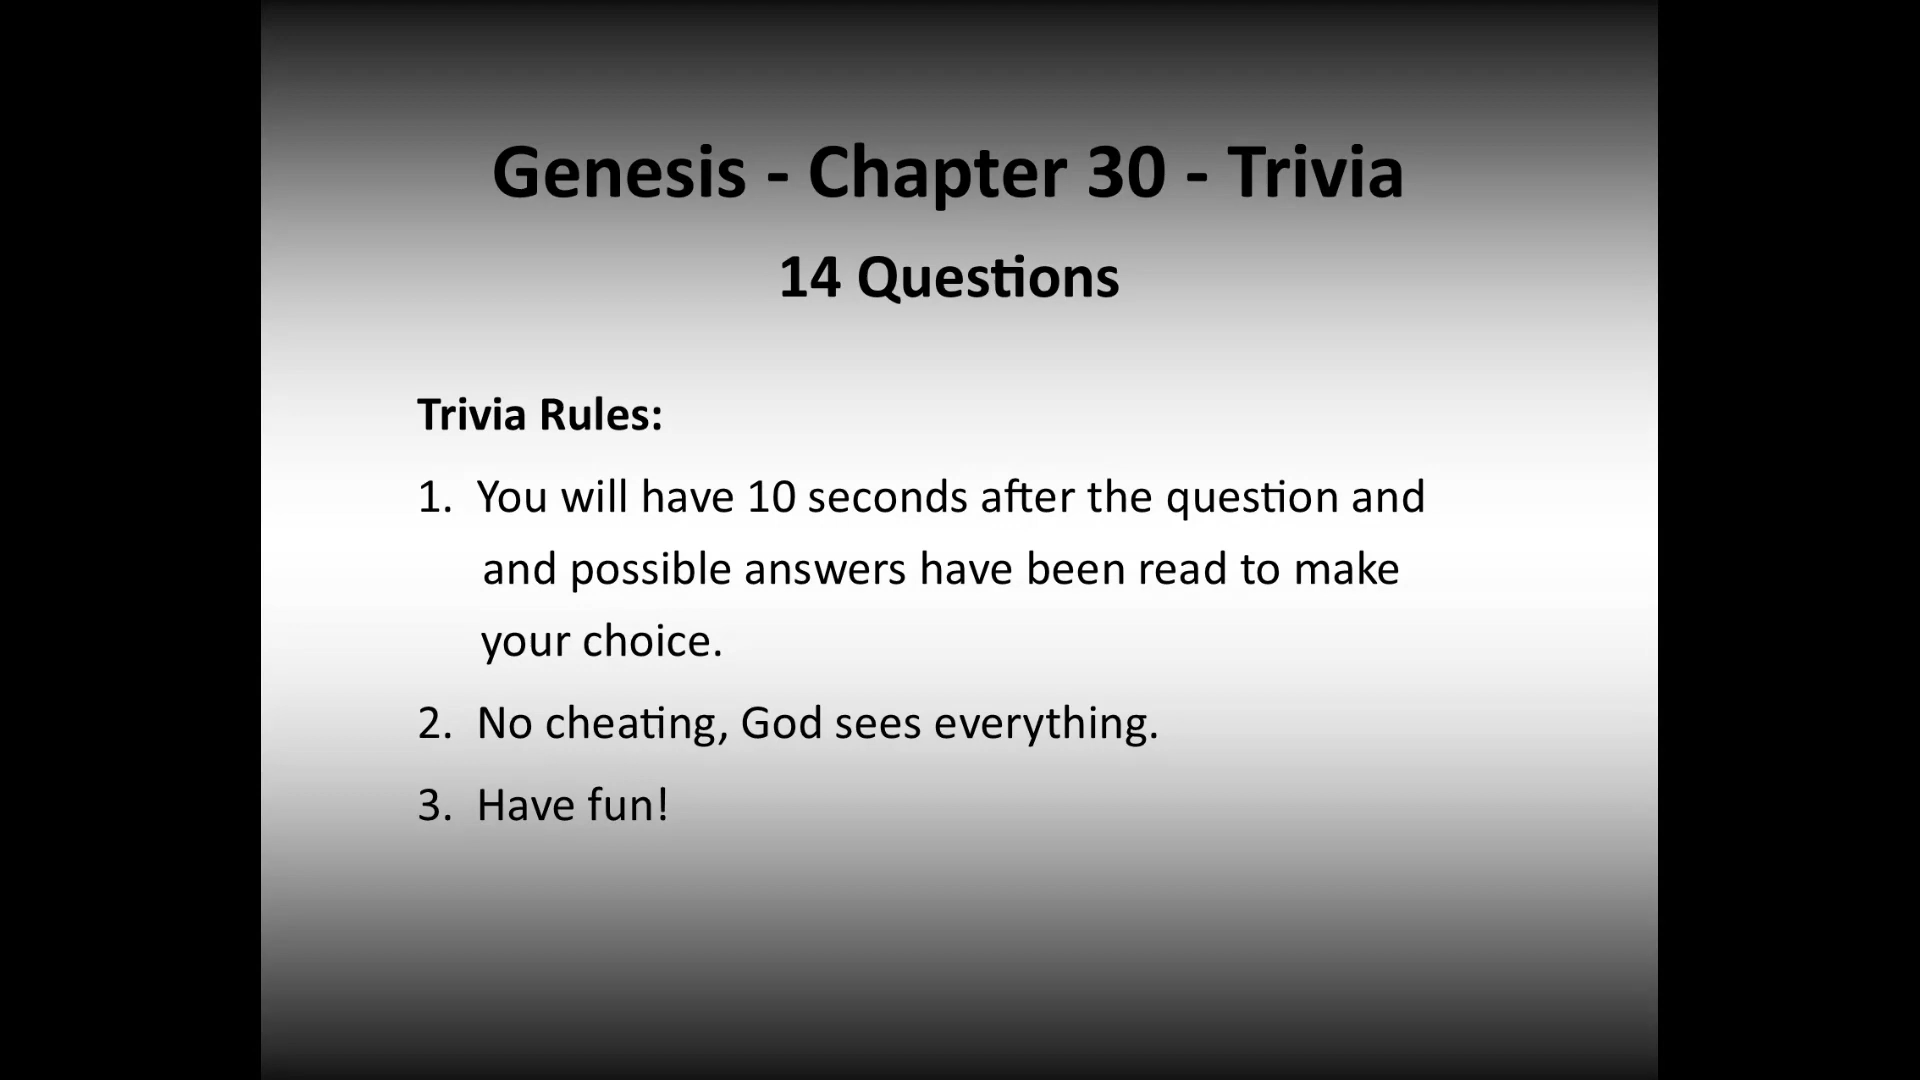 Genesis - Chapter 30 - Trivia
14 Questions
Trivia Rules:
1. You will have 10 seconds after the question and
and possible answers have been read to make
your choice.
2. No cheating, God sees everything.
3. Have fun!